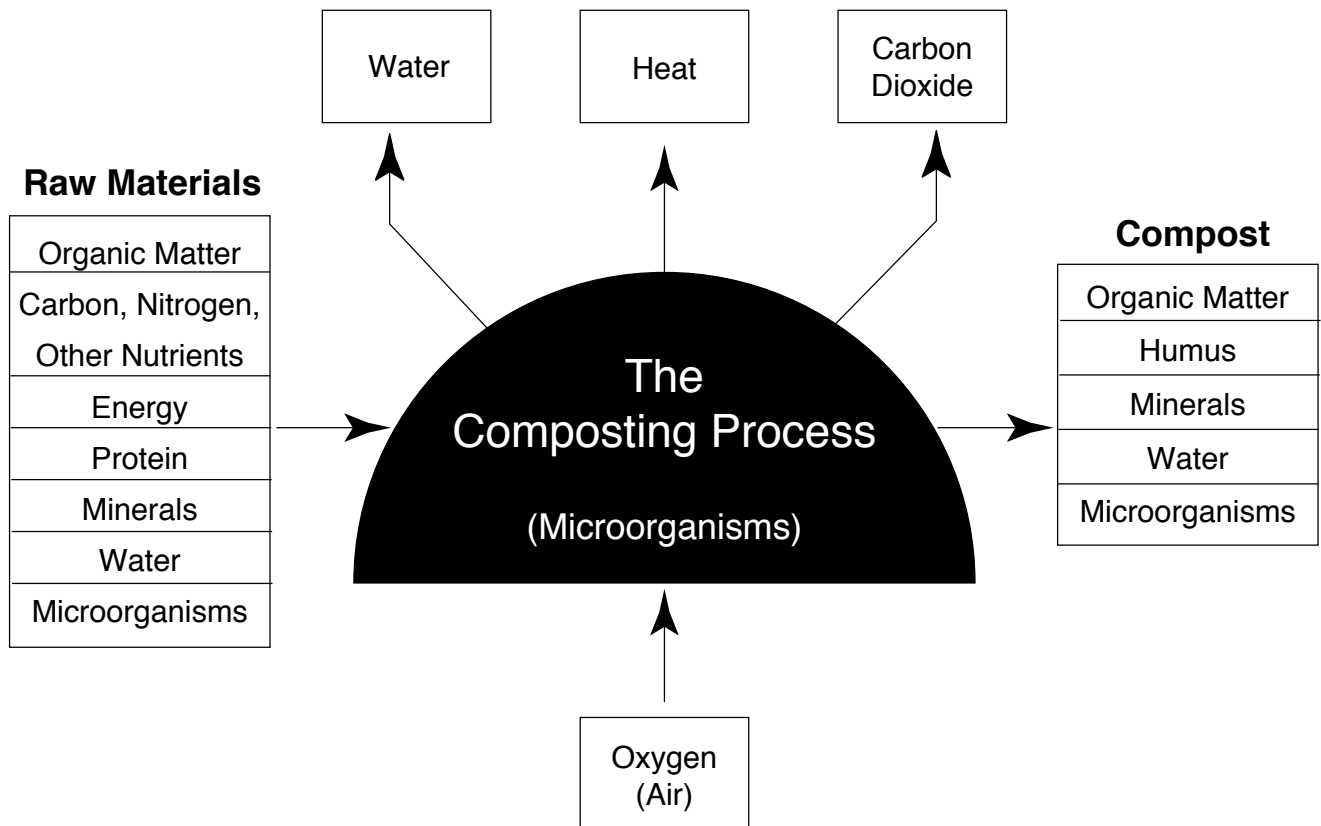 Water
Heat
Carbon
Dioxide
Raw Materials
Organic Matter
Carbon, Nitrogen,
Other Nutrients
Energy
Protein
Minerals
Water
Microorganisms
The
Composting Process
(Microorganisms)
Compost
Organic Matter
Humus
Minerals
Water
Microorganisms
Oxygen
(Air)